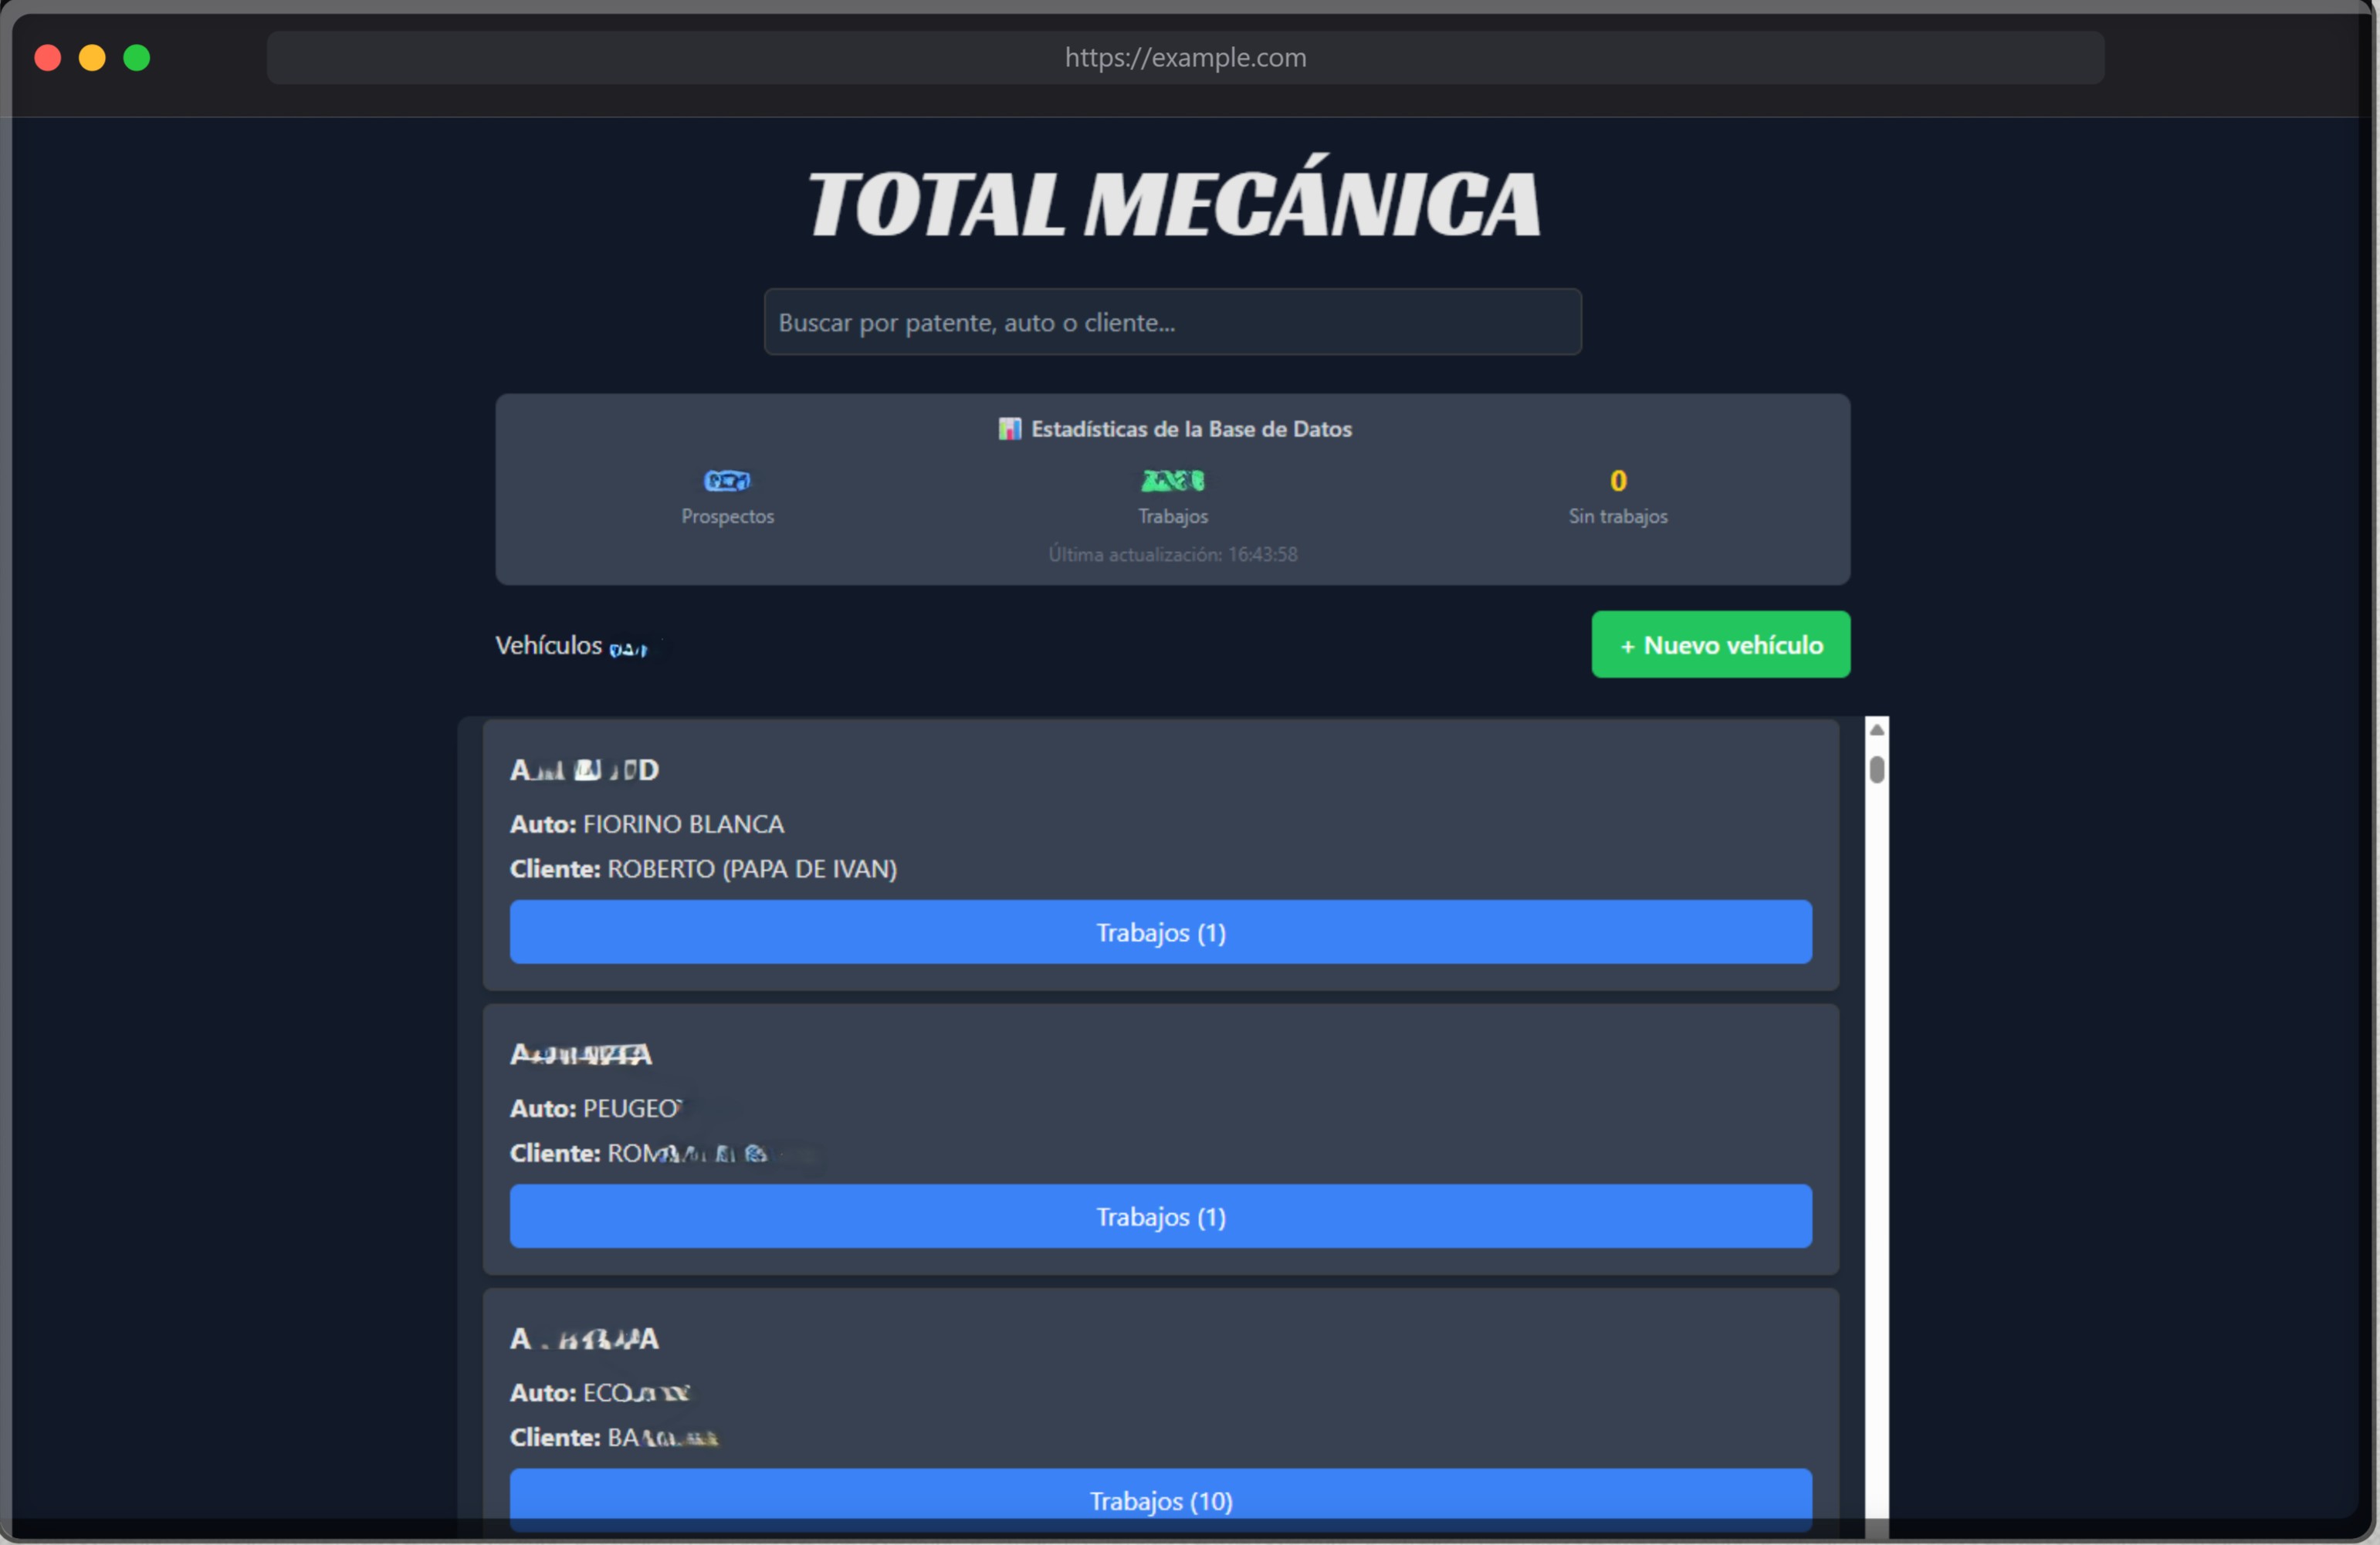 https://example.com
TOTAL MECÁNICA
Buscar por patente, auto o cliente...
Estadísticas de la Base de Datos
0
Prospectos
Trabajos
Sin trabajos
Última actualización: 16:43:58
Vehículos
+ Nuevo vehículo
Auto: FIORINO BLANCA
Cliente: ROBERTO (PAPA DE IVAN)
Trabajos (1)
Auto:
Cliente:
Trabajos (1)
Auto:
Cliente:
Trabajos (10)